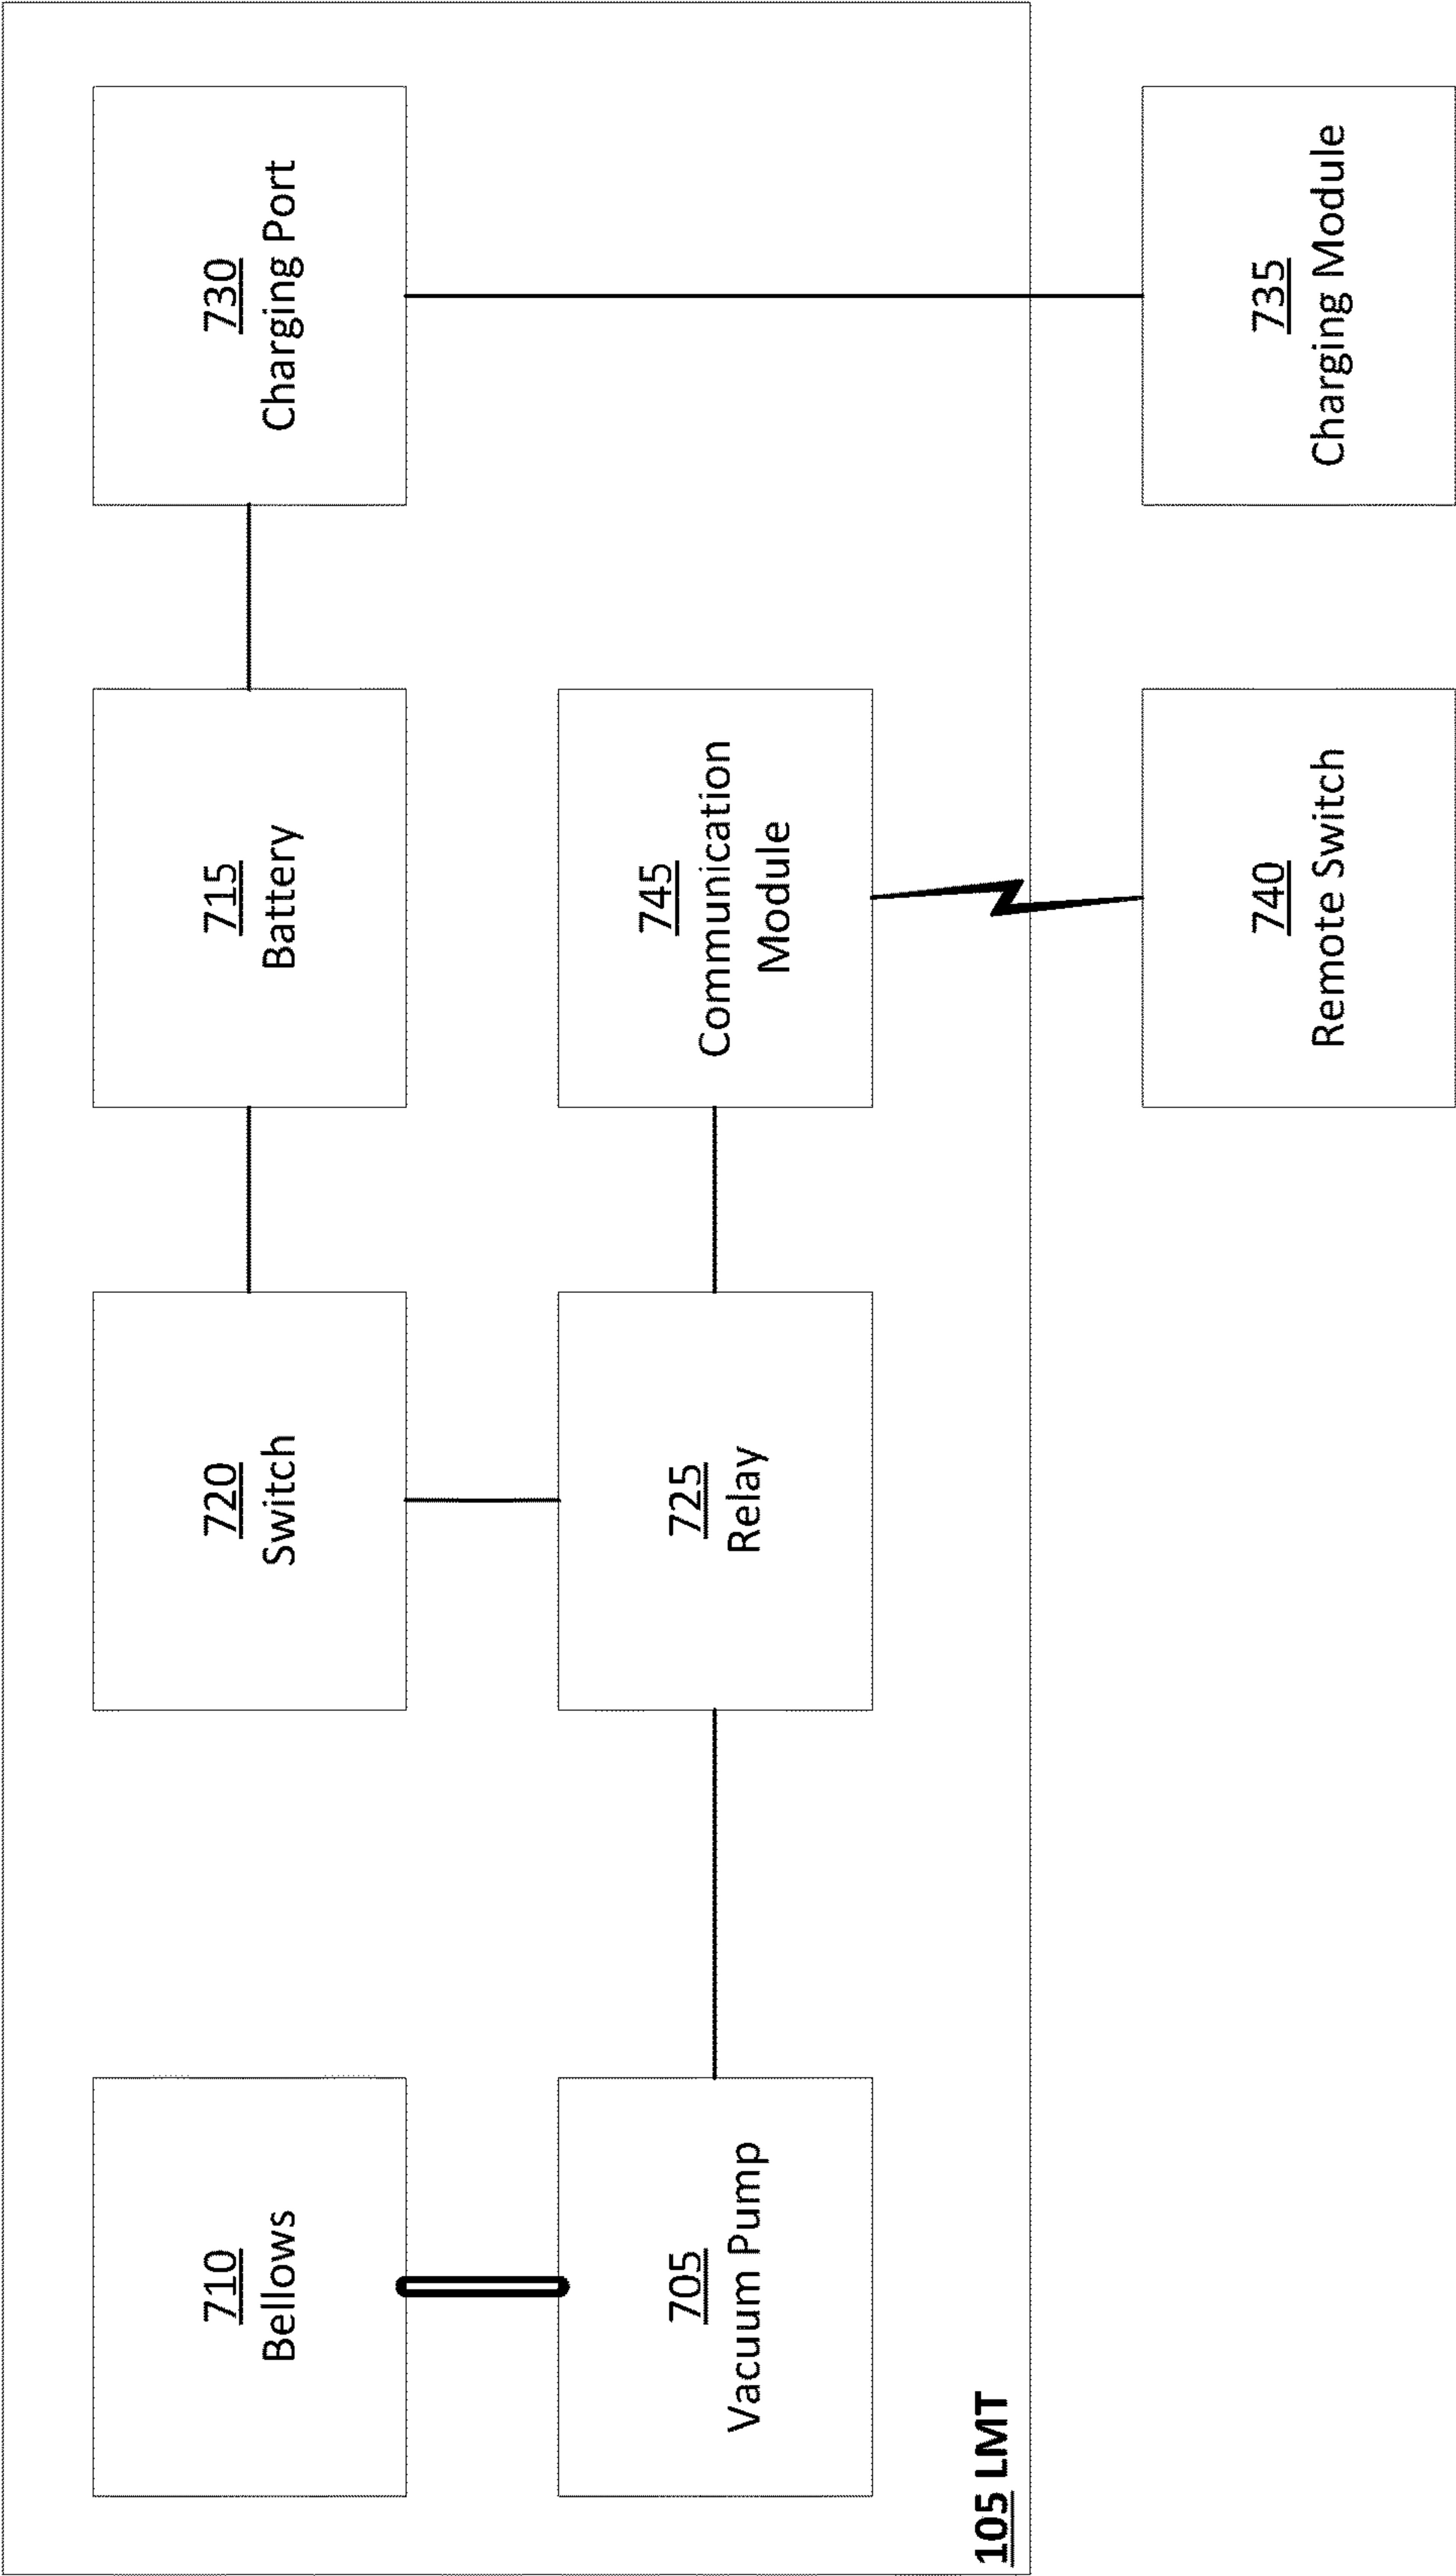 710
Bellows
720
Switch
715
Battery
730
Charging Port
705
Vacuum Pump
725
Relay
745
Communication
Module
105 LMT
740
Remote Switch
735
Charging Module